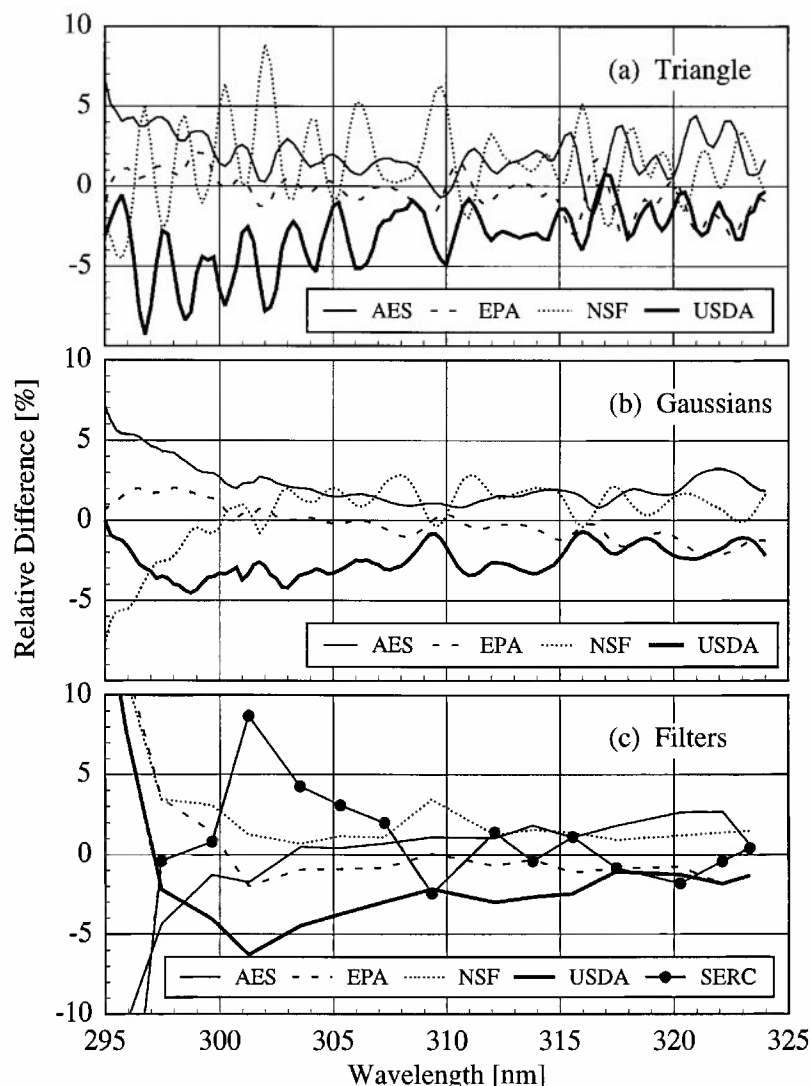 10
(a) Triangle
5
0
-5
AES EPA NSF USDA
10
(b) Gaussians
5
0
-5
AES EPA NSF USDA
Relative Difference [%]
10
(c) Filters
5
0
-5
AES EPA NSF USDA SERC
-10
295 300 305 310 315 320 325
Wavelength [nm]